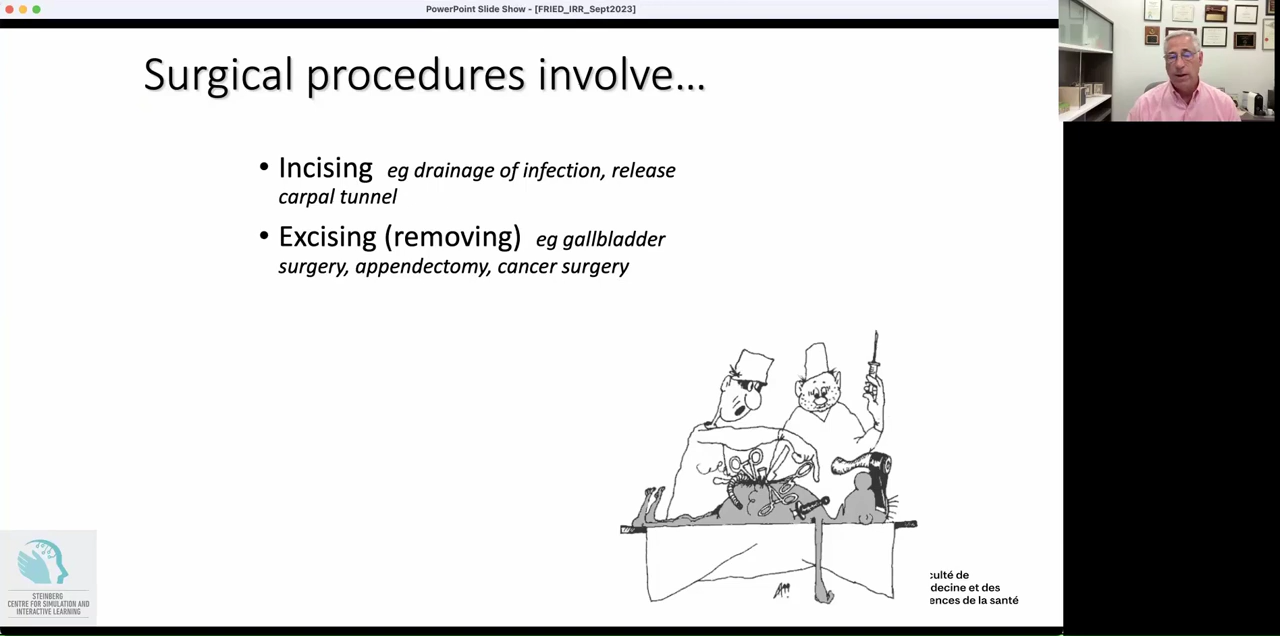 PowerPoint Slide Show - [FRIED_IRR_Sept2023]
Surgical procedures involve...
• Incising eg drainage of infection, release
carpal tunnel
• Excising (removing) eg gallbladder
surgery, appendectomy, cancer surgery
STEINBERG
CENTRE FOR SIMULATION AND
INTERACTIVE LEARNING
culté de
decine et des
ences de la santé